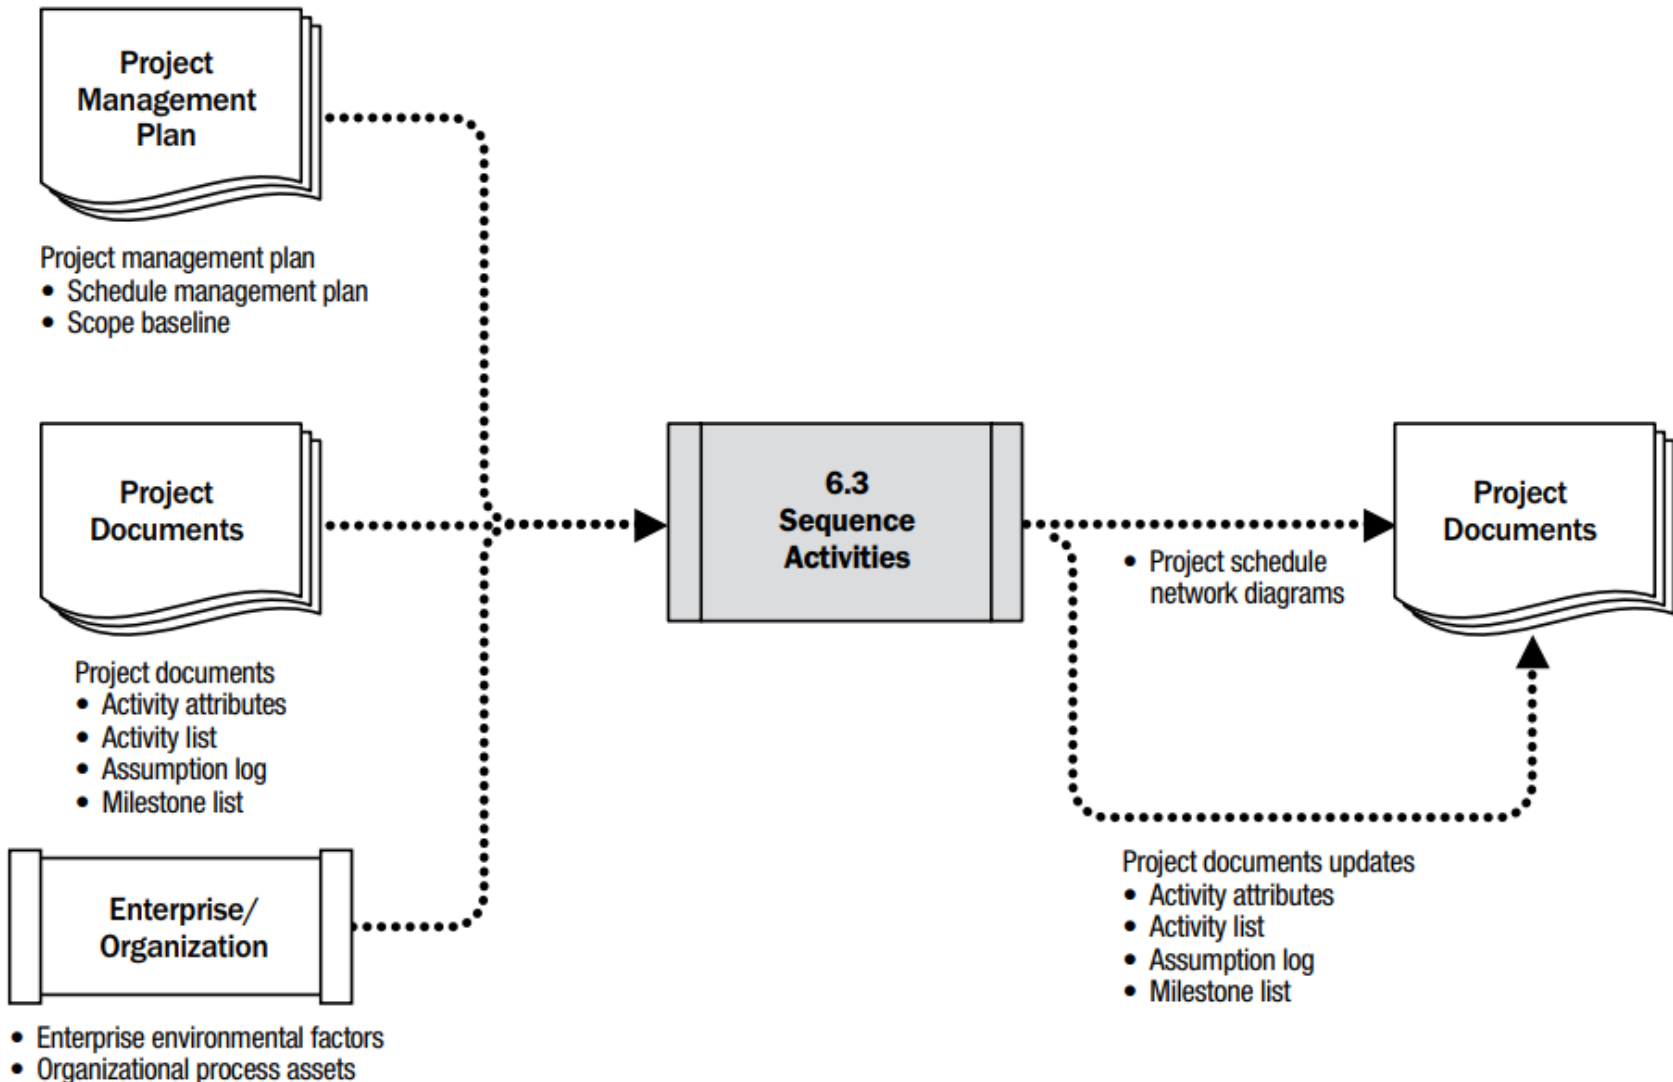 Project
Management
Plan
Project management plan
• Schedule management plan
• Scope baseline
Project
Documents
Project documents
• Activity attributes
• Activity list
• Assumption log
• Milestone list
Enterprise/
Organization
• Enterprise environmental factors
• Organizational process assets
6.3
Sequence
Activities
• Project schedule
network diagrams
Project
Documents
Project documents updates
• Activity attributes
• Activity list
• Assumption log
• Milestone list